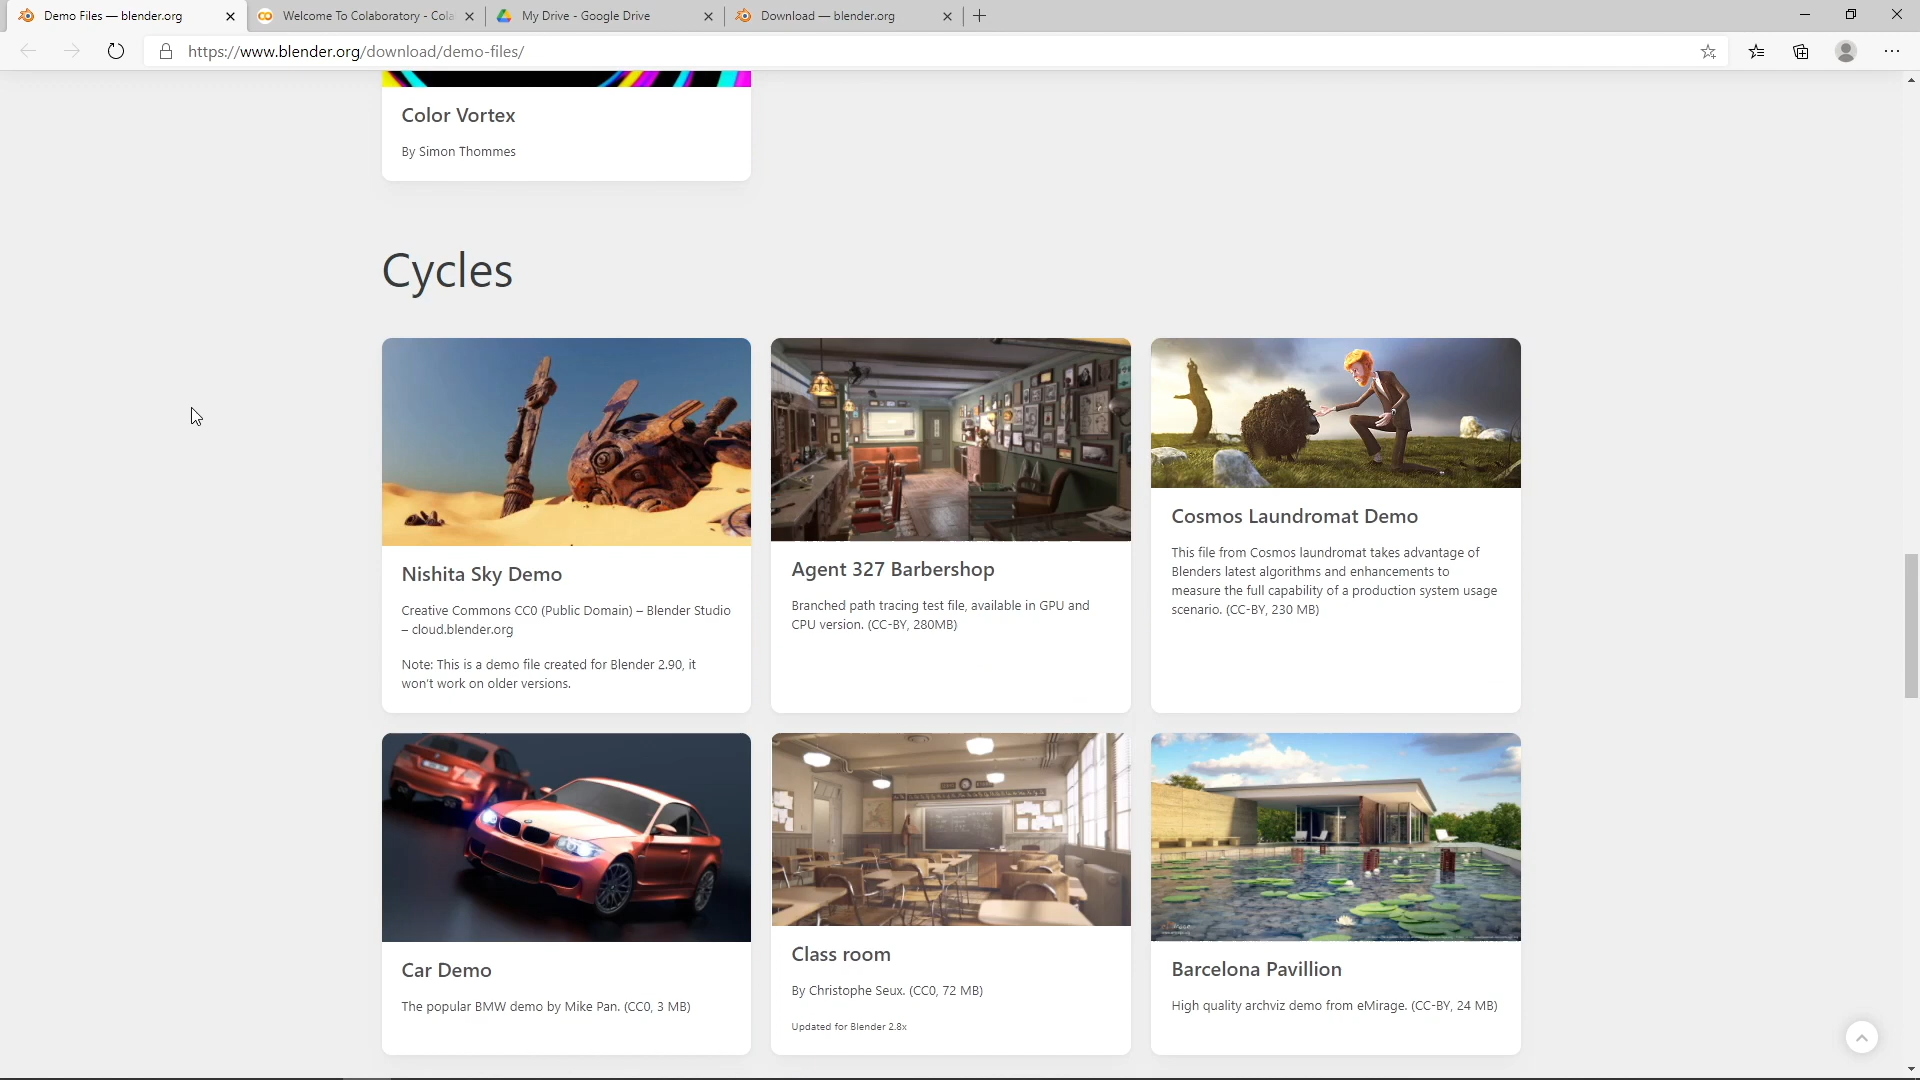 Demo Files — blender.org
Welcome To Colaboratory - Cola
My Drive - Google Drive
Download — blender.org
https://www.blender.org/download/demo-files/
Color Vortex
By Simon Thommes
Cycles
Nishita Sky Demo
Creative Commons CC0 (Public Domain) – Blender Studio
– cloud.blender.org
Note: This is a demo file created for Blender 2.90, it
won't work on older versions.
Agent 327 Barbershop
Branched path tracing test file, available in GPU and
CPU version. (CC-BY, 280MB)
Cosmos Laundromat Demo
This file from Cosmos laundromat takes advantage of
Blenders latest algorithms and enhancements to
measure the full capability of a production system usage
scenario. (CC-BY, 230 MB)
Car Demo
The popular BMW demo by Mike Pan. (CC0, 3 MB)
Class room
By Christophe Seux. (CC0, 72 MB)
Updated for Blender 2.8x
Barcelona Pavillion
High quality archviz demo from eMirage. (CC-BY, 24 MB)